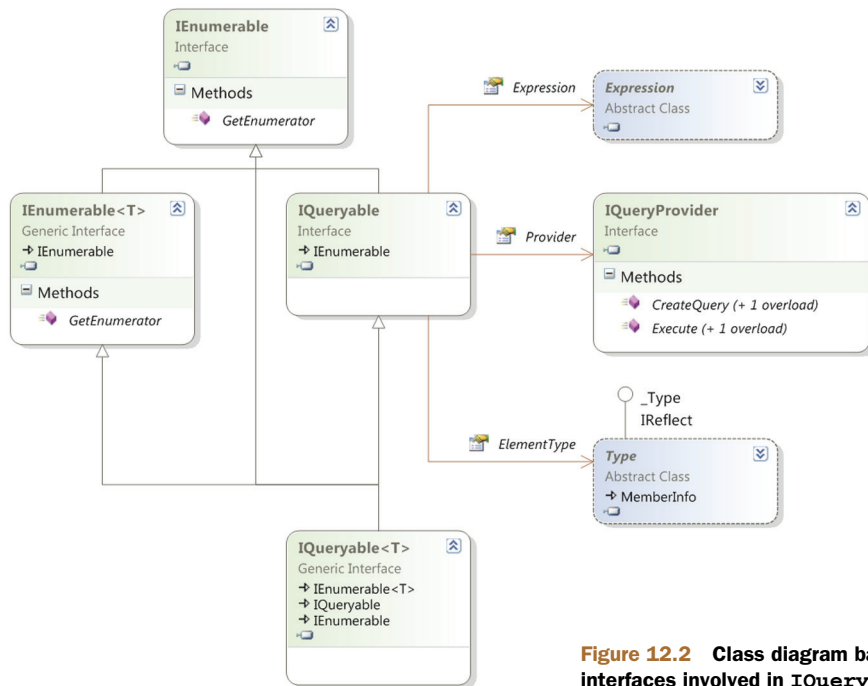 IEnumerable
Interface
Methods
GetEnumerator
Expression
Expression
Abstract Class
IEnumerable<T>
Generic Interface
IEnumerable
Methods
GetEnumerator
IQueryable
Interface
IEnumerable
Provider
IQueryProvider
Interface
Methods
CreateQuery (+ 1 overload)
Execute (+ 1 overload)
_Type
IReflect
ElementType
Type
Abstract Class
MemberInfo
IQueryable<T>
Generic Interface
IEnumerable<T>
IQueryable
IEnumerable
Figure 12.2 Class diagram ba
interfaces involved in IQuery